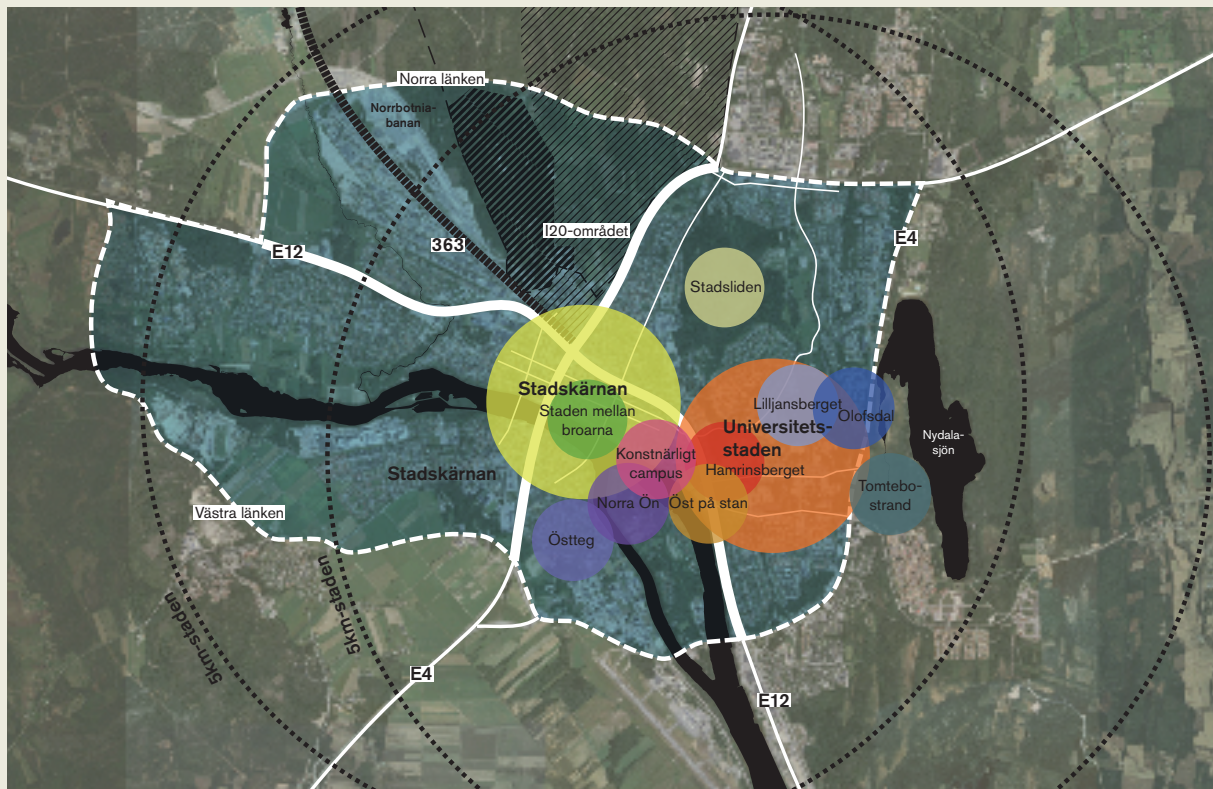 Norra länken
Norrbotnia-
banan
I20-området
363
E12
E4
Stadsliden
Stadskärnan
Staden mellan
broarna
Lilljansberget
Olofsdal
Universitets-
staden
Hamrinsberget
Konstnärligt
campus
Nydala-
sjön
Stadskärnan
Tomtebo-
strand
Norra Ön
Öst på stan
Västra länken
Östteg
5km-staden
5km-staden
E4
E12